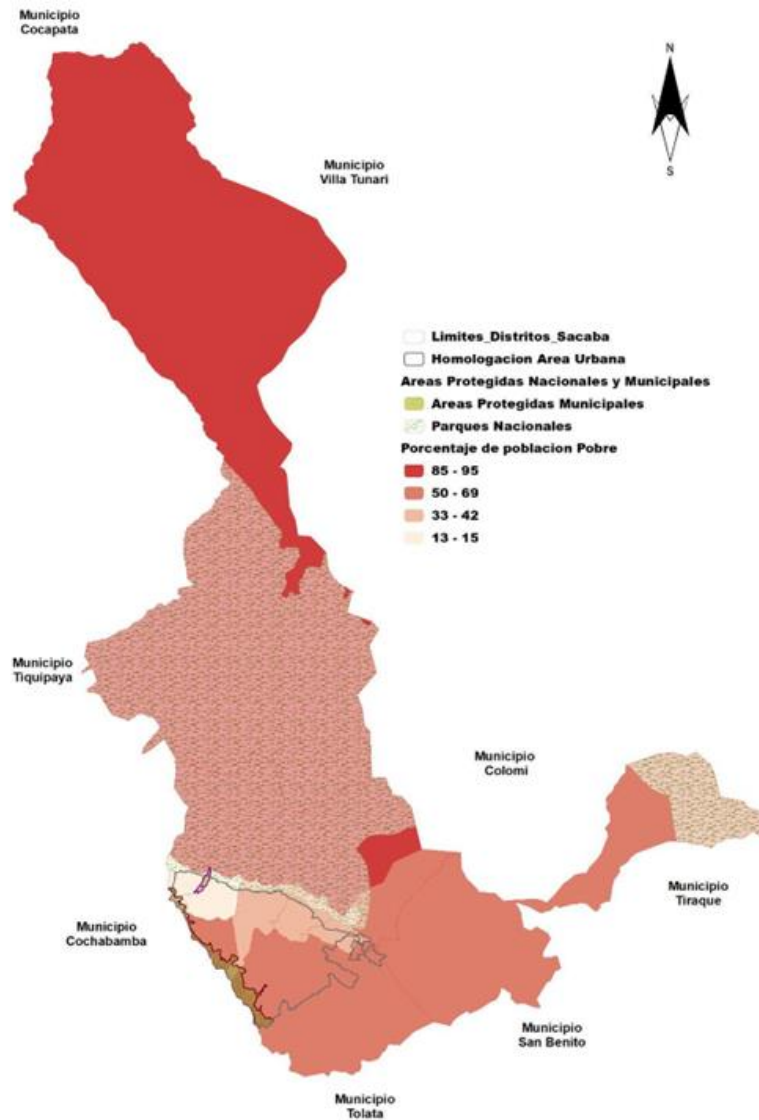 Municipio
Cocapata
N
S
Municipio
Villa Tunari
Limites_Distritos_Sacaba
Homologacion Area Urbana
Areas Protegidas Nacionales y Municipales
Areas Protegidas Municipales
Parques Nacionales
Porcentaje de poblacion Pobre
85 - 95
50 - 69
33 - 42
13 - 15
Municipio
Tiquipaya
Municipio
Colomi
Municipio
Tiraque
Municipio
Cochabamba
Municipio
San Benito
Municipio
Tolata